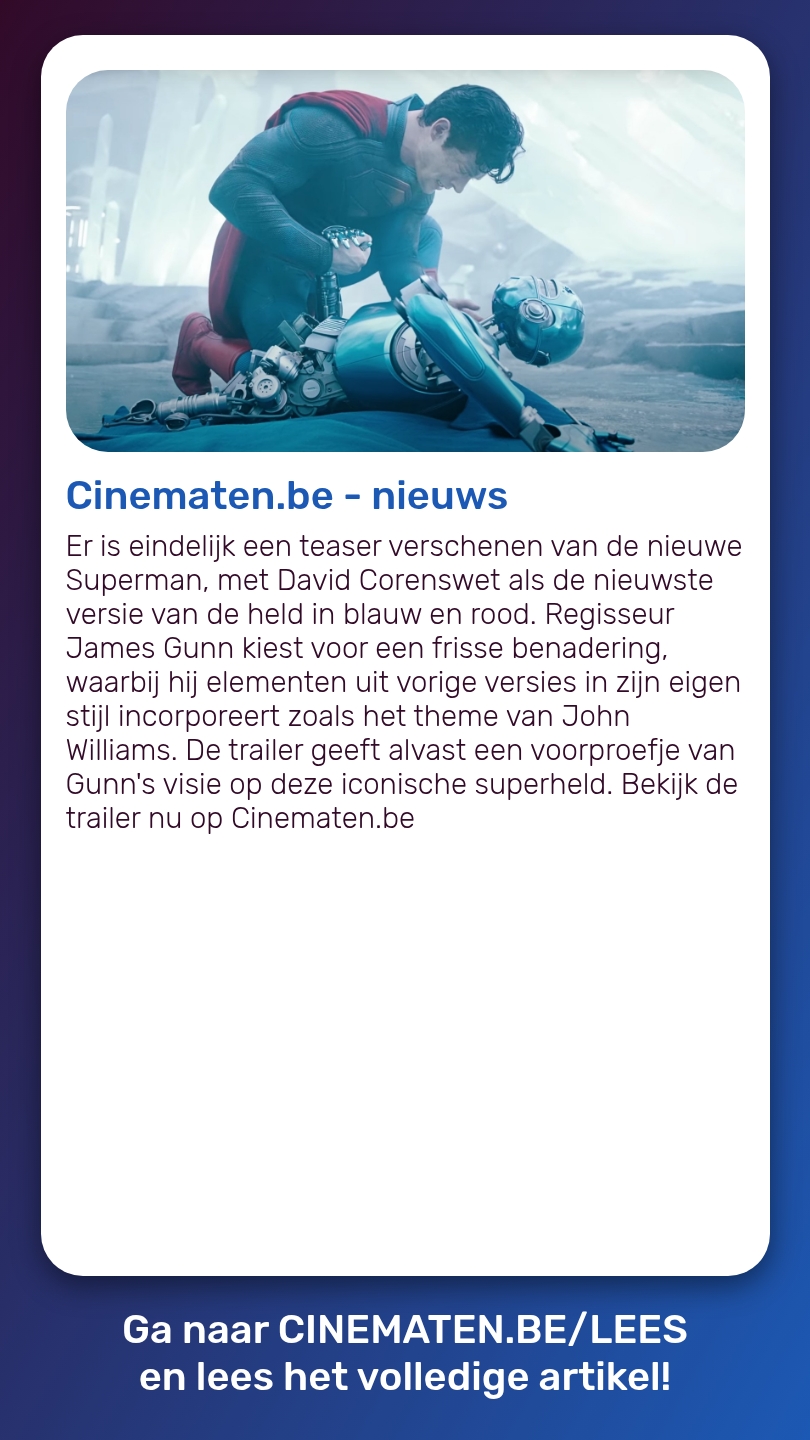 Cinematen.be - nieuws
Er is eindelijk een teaser verschenen van de nieuwe
Superman, met David Corenswet als de nieuwste
versie van de held in blauw en rood. Regisseur
James Gunn kiest voor een frisse benadering,
waarbij hij elementen uit vorige versies in zijn eigen
stijl incorporeert zoals het theme van John
Williams. De trailer geeft alvast een voorproefje van
Gunn's visie op deze iconische superheld. Bekijk de
trailer nu op Cinematen.be
Ga naar CINEMATEN.BE/LEES
en lees het volledige artikel!